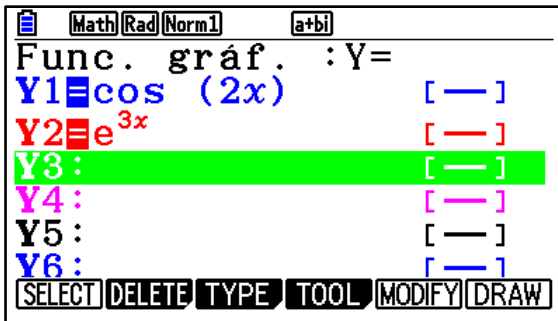 Math Rad Norm1 a+bi
Func. gráf. :Y=
Y1=cos (2x) [—]
Y2=e³ˣ [—]
Y3: [—]
Y4: [—]
Y5: [—]
Y6: [—]
SELECT DELETE TYPE TOOL MODIFY DRAW